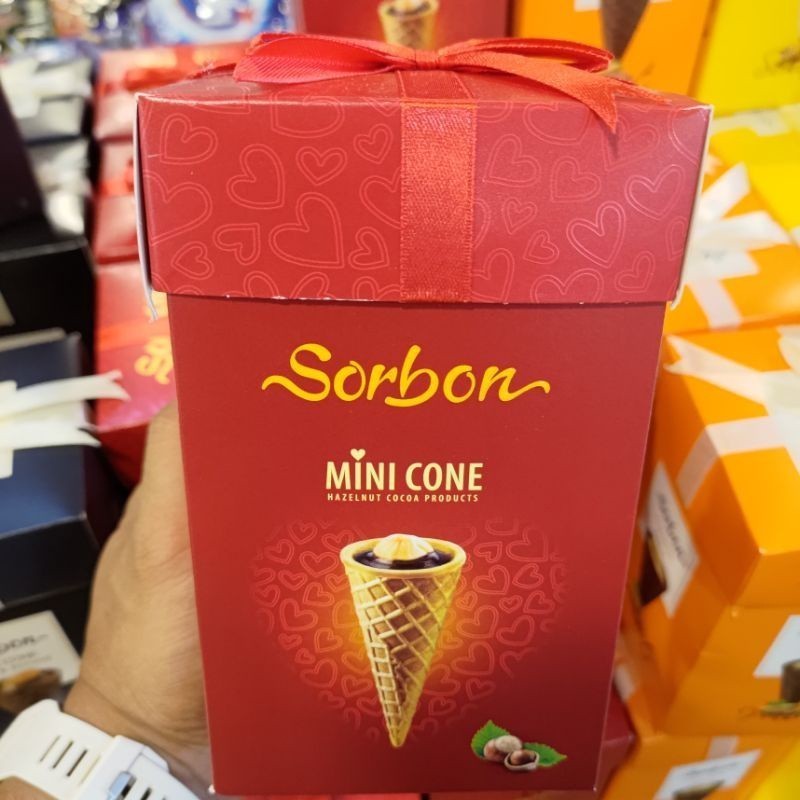 Sorbon
MINI CONE
HAZELNUT COCOA PRODUCTS